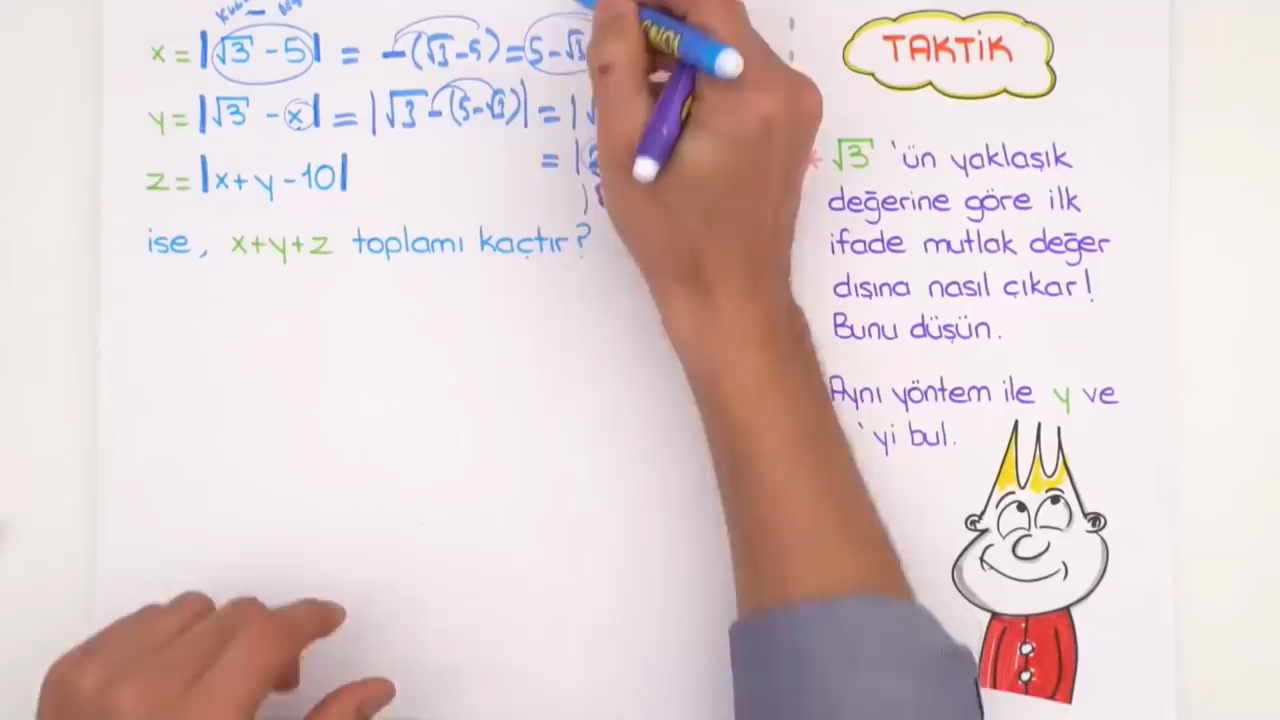 x = |√3 - 5| = -(√3-5) = 5-√3
y = |√3 - x| = |√3-(5-√3)| = |√
z = |x+y-10| = |2
ise, x+y+z toplamı kaçtır?
TAKTİK
* √3 'ün yaklaşık
değerine göre ilk
ifade mutlak değer
dışına nasıl çıkar!
Bunu düşün.
Aynı yöntem ile y ve
'yi bul.